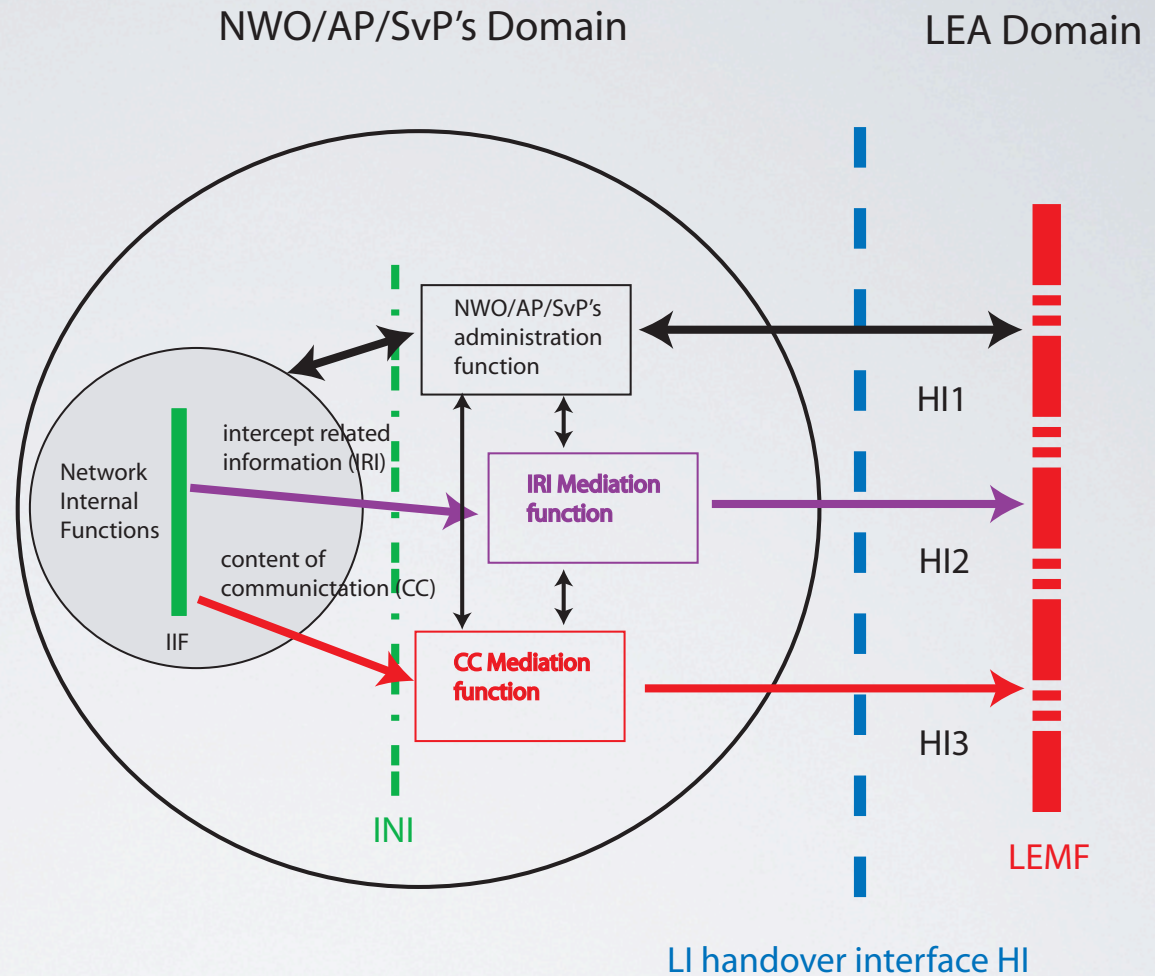 NWO/AP/SvP's Domain
LEA Domain
NWO/AP/SvP's
administration
function
HI1
intercept related
information (IRI)
Network
Internal
Functions
IRI Mediation
function
HI2
content of
communictation (CC)
IIF
CC Mediation
function
HI3
INI
LEMF
LI handover interface HI